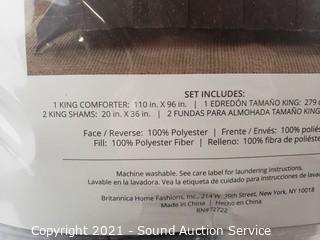 SET INCLUDES:
1 KING COMFORTER: 110 in. X 96 in. | 1 EDREDÓN TAMAÑO KING: 279 c
2 KING SHAMS: 20 in. X 36 in. | 2 FUNDAS PARA ALMOHADA TAMAÑO KING:
Face / Reverse: 100% Polyester | Frente / Envés: 100% poliés
Fill: 100% Polyester Fiber | Relleno: 100% fibra de poliéste
Machine washable. See care label for laundering instructions.
Lavable en la lavadora. Vea la etiqueta de cuidado para instrucciones de lavad
Britannica Home Fashions, Inc., 214 W. 39th Street, New York, NY 10018
Made in China | Hecho en China
RN#72722
Copyright 2021 - Sound Auction Service